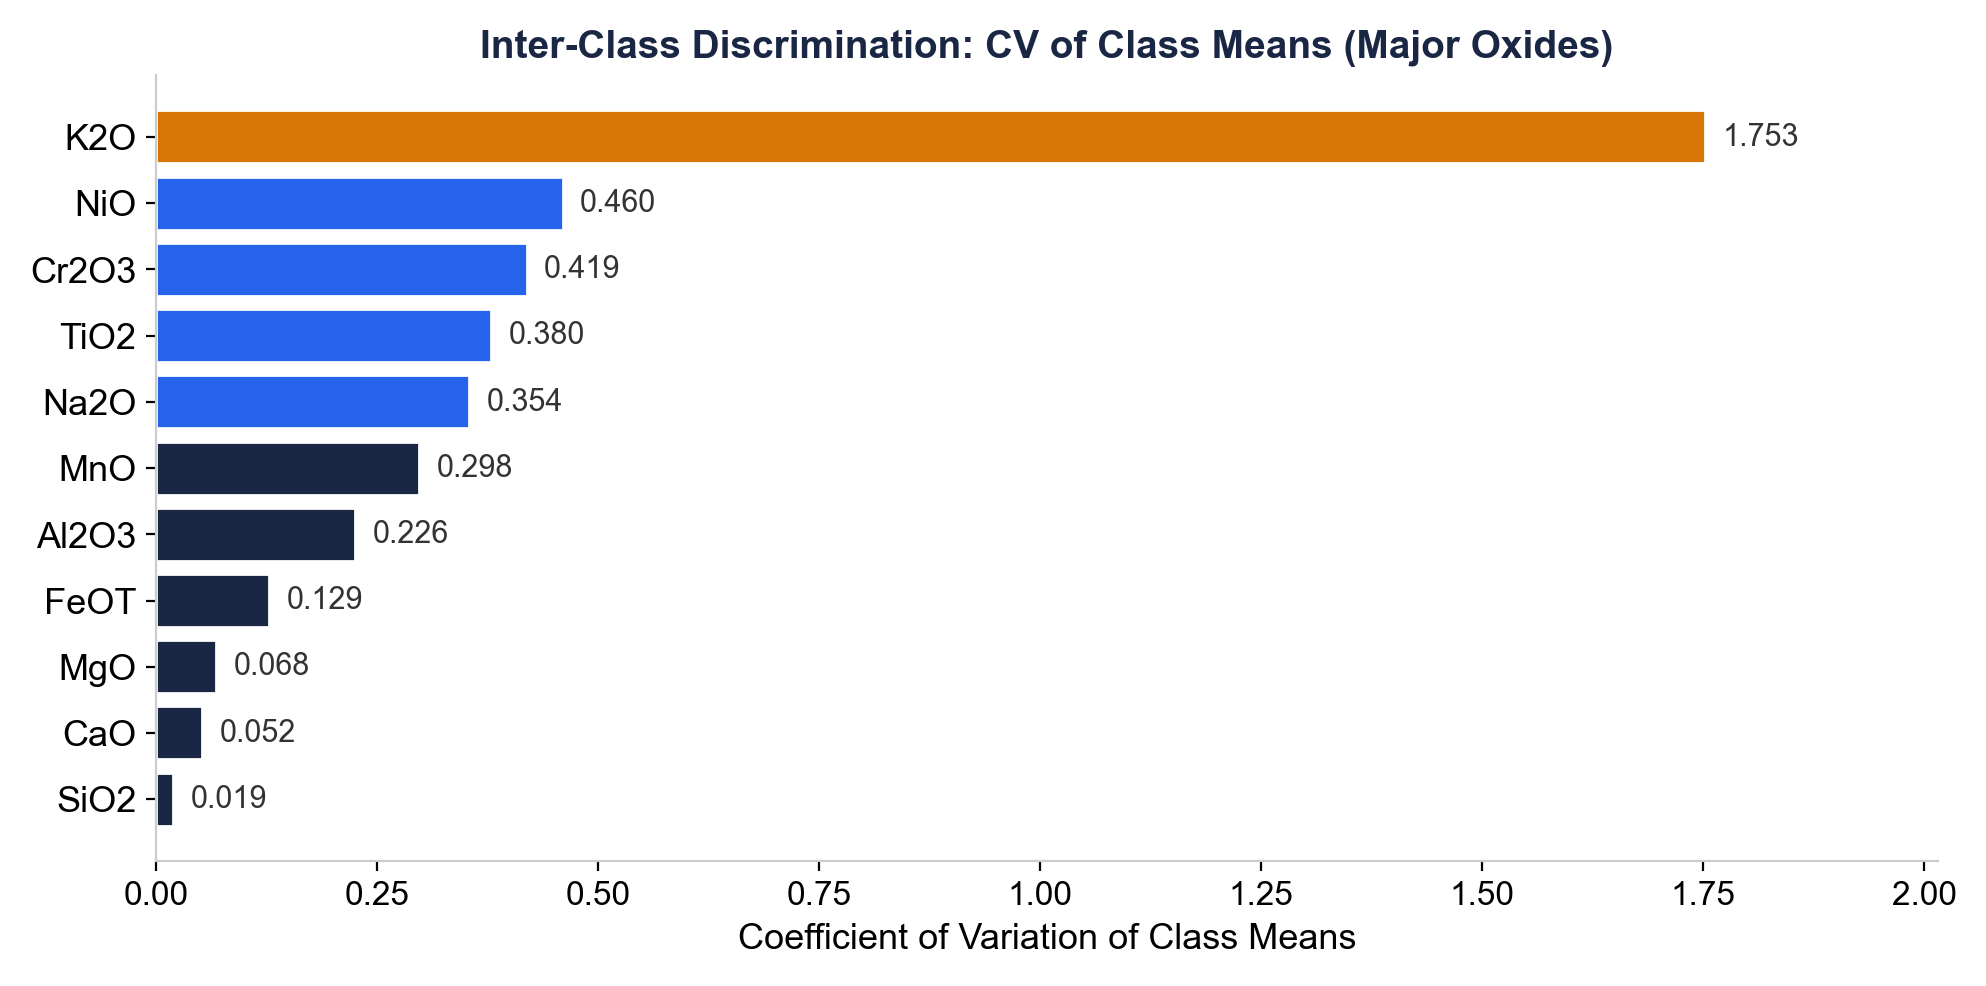 Inter-Class Discrimination: CV of Class Means (Major Oxides)
K2O 1.753
NiO 0.460
Cr2O3 0.419
TiO2 0.380
Na2O 0.354
MnO 0.298
Al2O3 0.226
FeOT 0.129
MgO 0.068
CaO 0.052
SiO2 0.019
0.00 0.25 0.50 0.75 1.00 1.25 1.50 1.75 2.00
Coefficient of Variation of Class Means